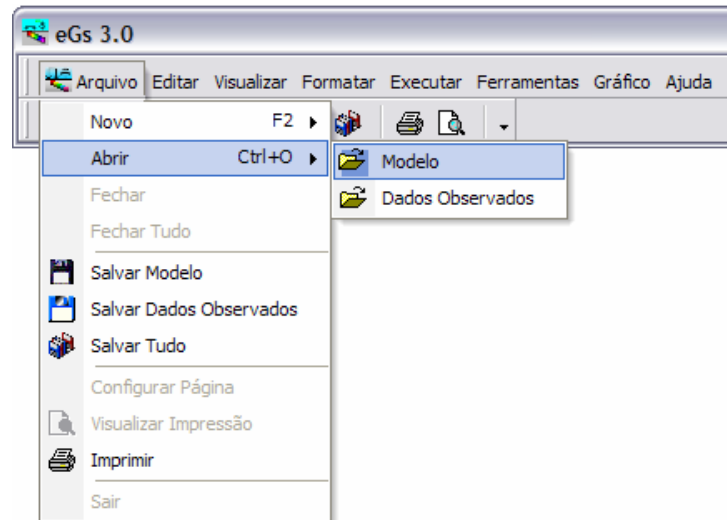 eGs 3.0
Arquivo Editar Visualizar Formatar Executar Ferramentas Gráfico Ajuda
Novo F2
Abrir Ctrl+O
Modelo
Fechar
Dados Observados
Fechar Tudo
Salvar Modelo
Salvar Dados Observados
Salvar Tudo
Configurar Página
Visualizar Impressão
Imprimir
Sair